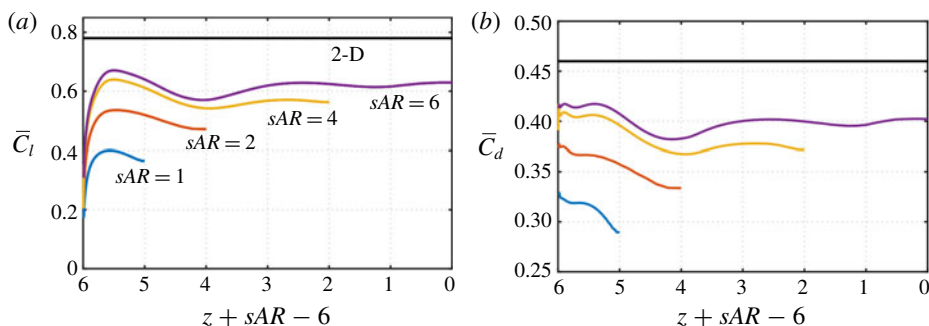 (a)
0.8
0.6
0.4
0.2
0
C̅_l
2-D
sAR = 6
sAR = 4
sAR = 2
sAR = 1
6 5 4 3 2 1 0
z + sAR − 6
(b)
0.50
0.45
0.40
0.35
0.30
0.25
C̅_d
6 5 4 3 2 1 0
z + sAR − 6